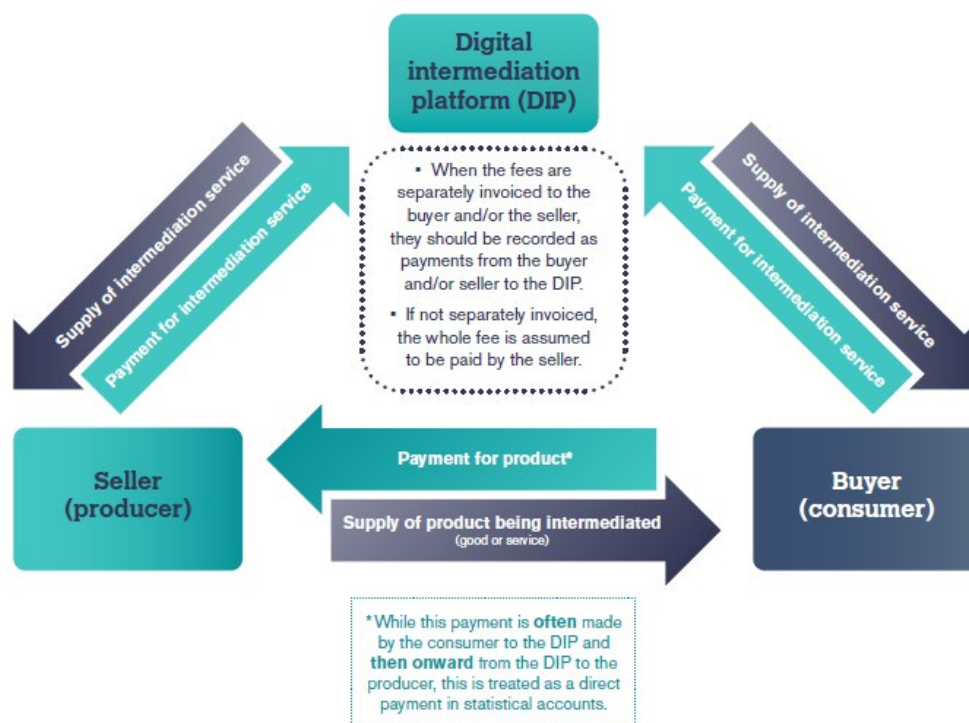 Digital
intermediation
platform (DIP)
Supply of intermediation service
Payment for intermediation service
▪ When the fees are
separately invoiced to the
buyer and/or the seller,
they should be recorded as
payments from the buyer
and/or seller to the DIP.
▪ If not separately invoiced,
the whole fee is assumed
to be paid by the seller.
Payment for intermediation service
Supply of intermediation service
Seller
(producer)
Payment for product*
Supply of product being intermediated
(good or service)
Buyer
(consumer)
* While this payment is often made
by the consumer to the DIP and
then onward from the DIP to the
producer, this is treated as a direct
payment in statistical accounts.